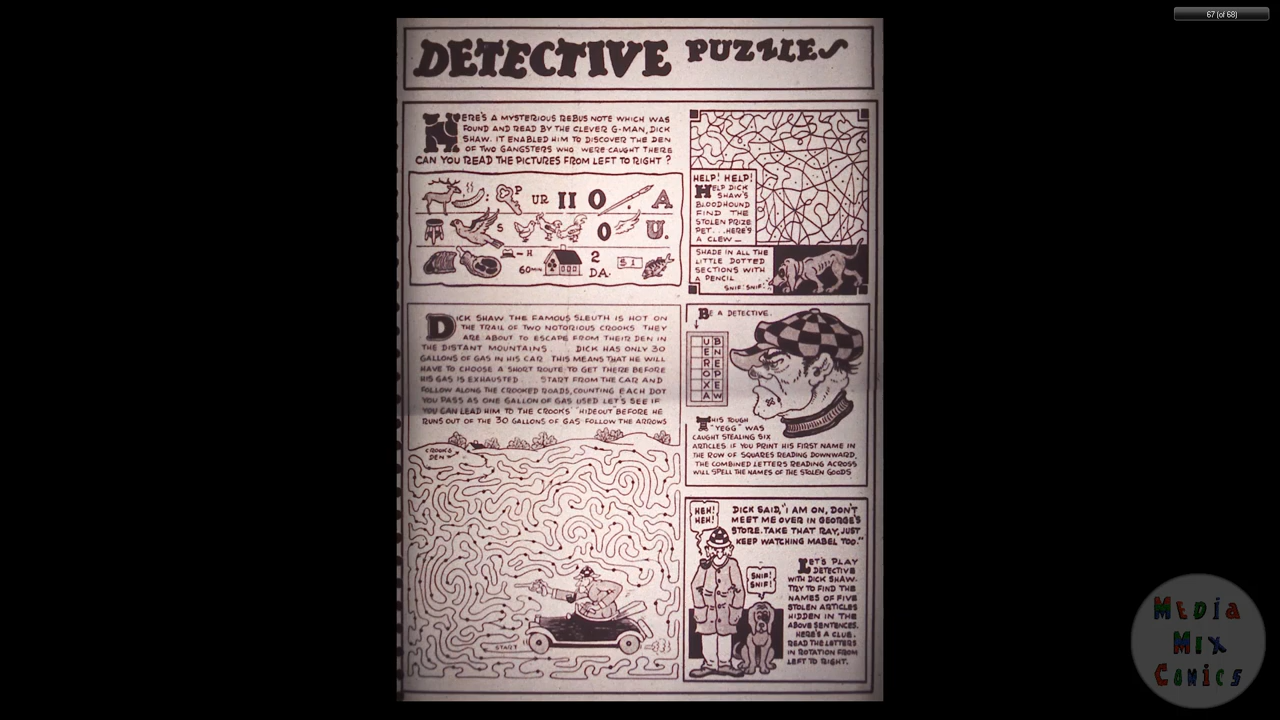 67 (of 68)
DETECTIVE PUZZLES
HERE'S A MYSTERIOUS REBUS NOTE WHICH WAS
FOUND AND READ BY THE CLEVER G-MAN, DICK
SHAW. IT ENABLED HIM TO DISCOVER THE DEN
OF TWO GANGSTERS WHO WERE CAUGHT THERE
CAN YOU READ THE PICTURES FROM LEFT TO RIGHT ?
: P UR II O . A
S O U.
- H
60 MIN 2 DA. $1
HELP! HELP!
HELP DICK
SHAW'S
BLOODHOUND
FIND THE
STOLEN PRIZE
PET... HERE'S
A CLEW —
SHADE IN ALL THE
LITTLE DOTTED
SECTIONS WITH
A PENCIL
SNIF! SNIF!
DICK SHAW THE FAMOUS SLEUTH IS HOT ON
THE TRAIL OF TWO NOTORIOUS CROOKS THEY
ARE ABOUT TO ESCAPE FROM THEIR DEN IN
THE DISTANT MOUNTAINS. DICK HAS ONLY 30
GALLONS OF GAS IN HIS CAR THIS MEANS THAT HE WILL
HAVE TO CHOOSE A SHORT ROUTE TO GET THERE BEFORE
HIS GAS IS EXHAUSTED START FROM THE CAR AND
FOLLOW ALONG THE CROOKED ROADS, COUNTING EACH DOT
YOU PASS AS ONE GALLON OF GAS USED LET'S SEE IF
YOU CAN LEAD HIM TO THE CROOKS' HIDEOUT BEFORE HE
RUNS OUT OF THE 30 GALLONS OF GAS FOLLOW THE ARROWS
CROOKS
DEN
START
BE A DETECTIVE.
U B
E N
R E
O P
X E
A W
THIS TOUGH
"YEGG" WAS
CAUGHT STEALING SIX
ARTICLES IF YOU PRINT HIS FIRST NAME IN
THE ROW OF SQUARES READING DOWNWARD,
THE COMBINED LETTERS READING ACROSS
WILL SPELL THE NAMES OF THE STOLEN GOODS
HEH!
HEH!
DICK SAID, "I AM ON, DON'T
MEET ME OVER IN GEORGE'S
STORE. TAKE THAT RAY, JUST
KEEP WATCHING MABEL TOO."
SNIF!
SNIF!
LET'S PLAY
DETECTIVE
WITH DICK SHAW.
TRY TO FIND THE
NAMES OF FIVE
STOLEN ARTICLES
HIDDEN IN THE
ABOVE SENTENCES.
HERE'S A CLUE.
READ THE LETTERS
IN ROTATION FROM
LEFT TO RIGHT.
MEDiA
MiX
COMICS